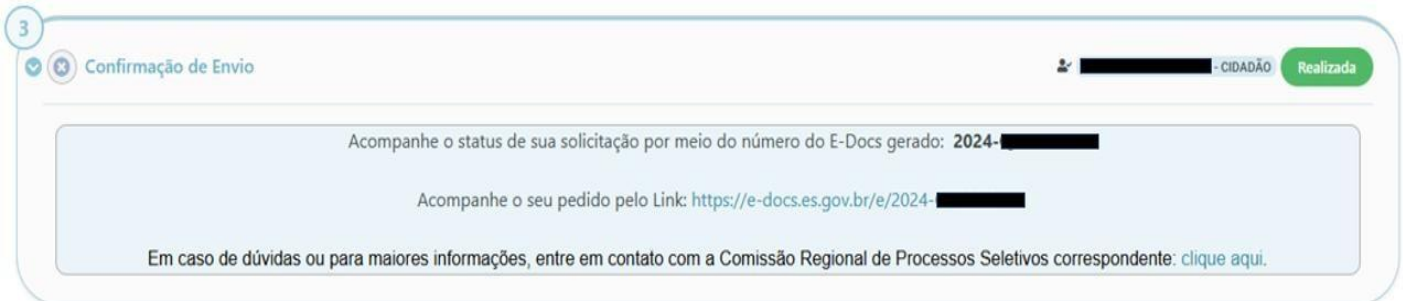 3
Confirmação de Envio
- CIDADÃO
Realizada
Acompanhe o status de sua solicitação por meio do número do E-Docs gerado: 2024-
Acompanhe o seu pedido pelo Link: https://e-docs.es.gov.br/e/2024-
Em caso de dúvidas ou para maiores informações, entre em contato com a Comissão Regional de Processos Seletivos correspondente: clique aqui.